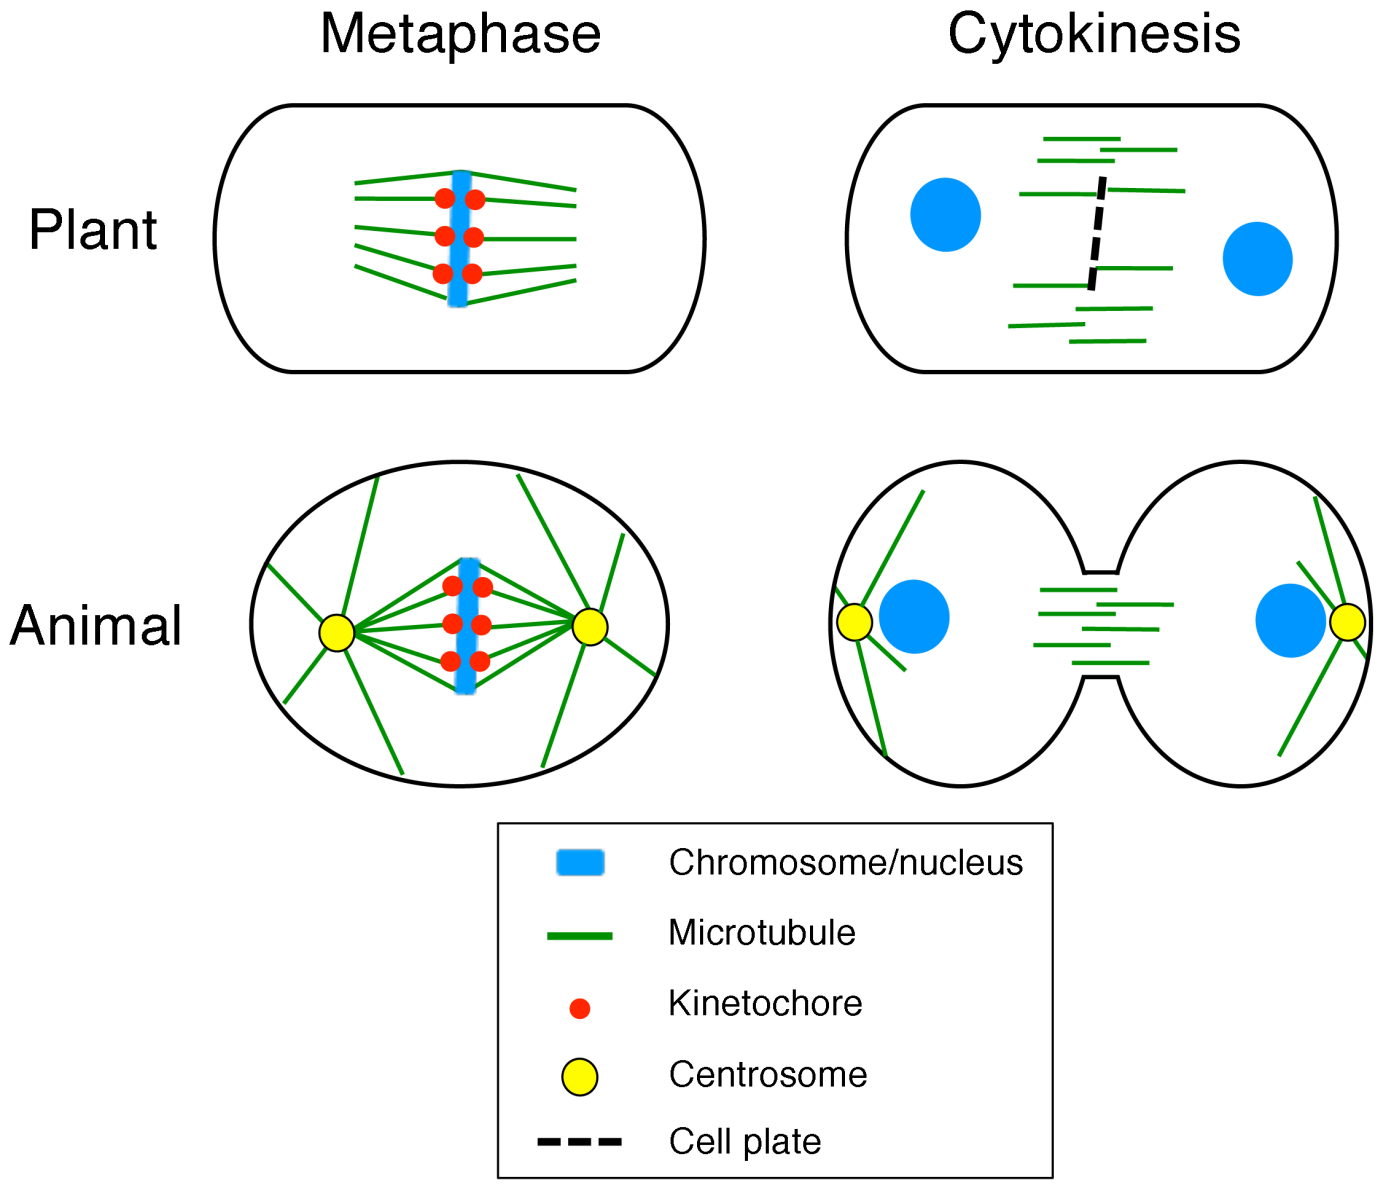 Metaphase
Cytokinesis
Plant
Animal
Chromosome/nucleus
Microtubule
Kinetochore
Centrosome
Cell plate